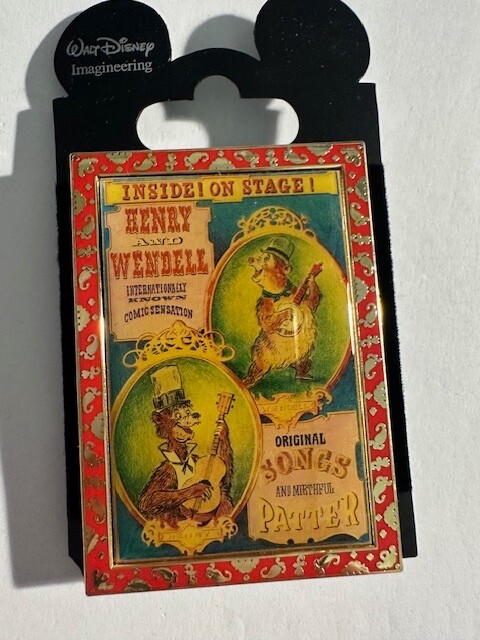 Walt Disney
Imagineering
INSIDE! ON STAGE!
HENRY
AND
WENDELL
INTERNATIONALLY
KNOWN
COMIC SENSATION
ORIGINAL
SONGS
AND MIRTHFUL
PATTER